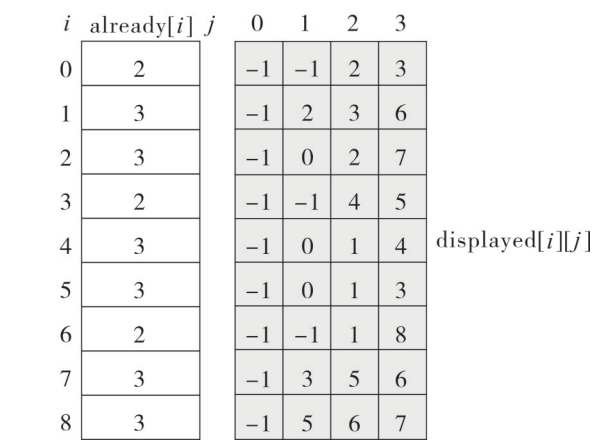 i already[i] j 0 1 2 3
0 2 −1 −1 2 3
1 3 −1 2 3 6
2 3 −1 0 2 7
3 2 −1 −1 4 5
4 3 −1 0 1 4 displayed[i][j]
5 3 −1 0 1 3
6 2 −1 −1 1 8
7 3 −1 3 5 6
8 3 −1 5 6 7